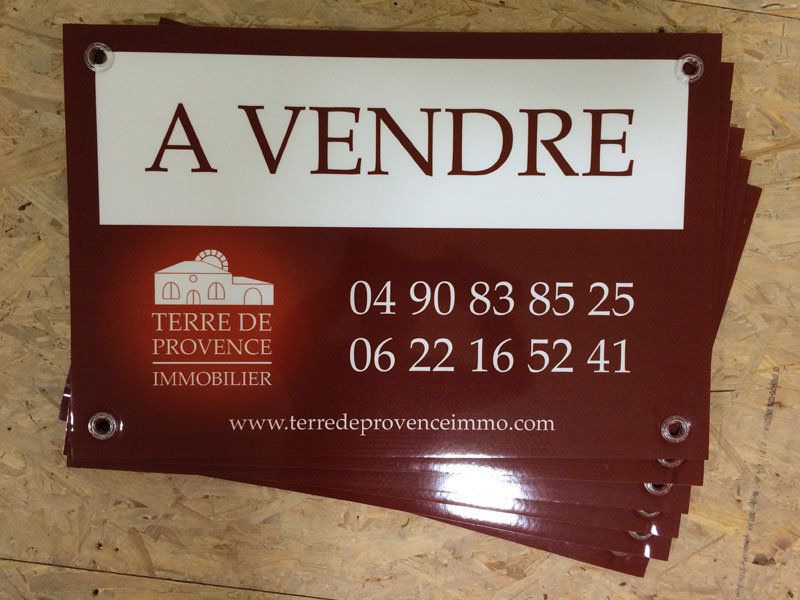 A VENDRE
TERRE DE
PROVENCE
IMMOBILIER
04 90 83 85 25
06 22 16 52 41
www.terredeprovenceimmo.com